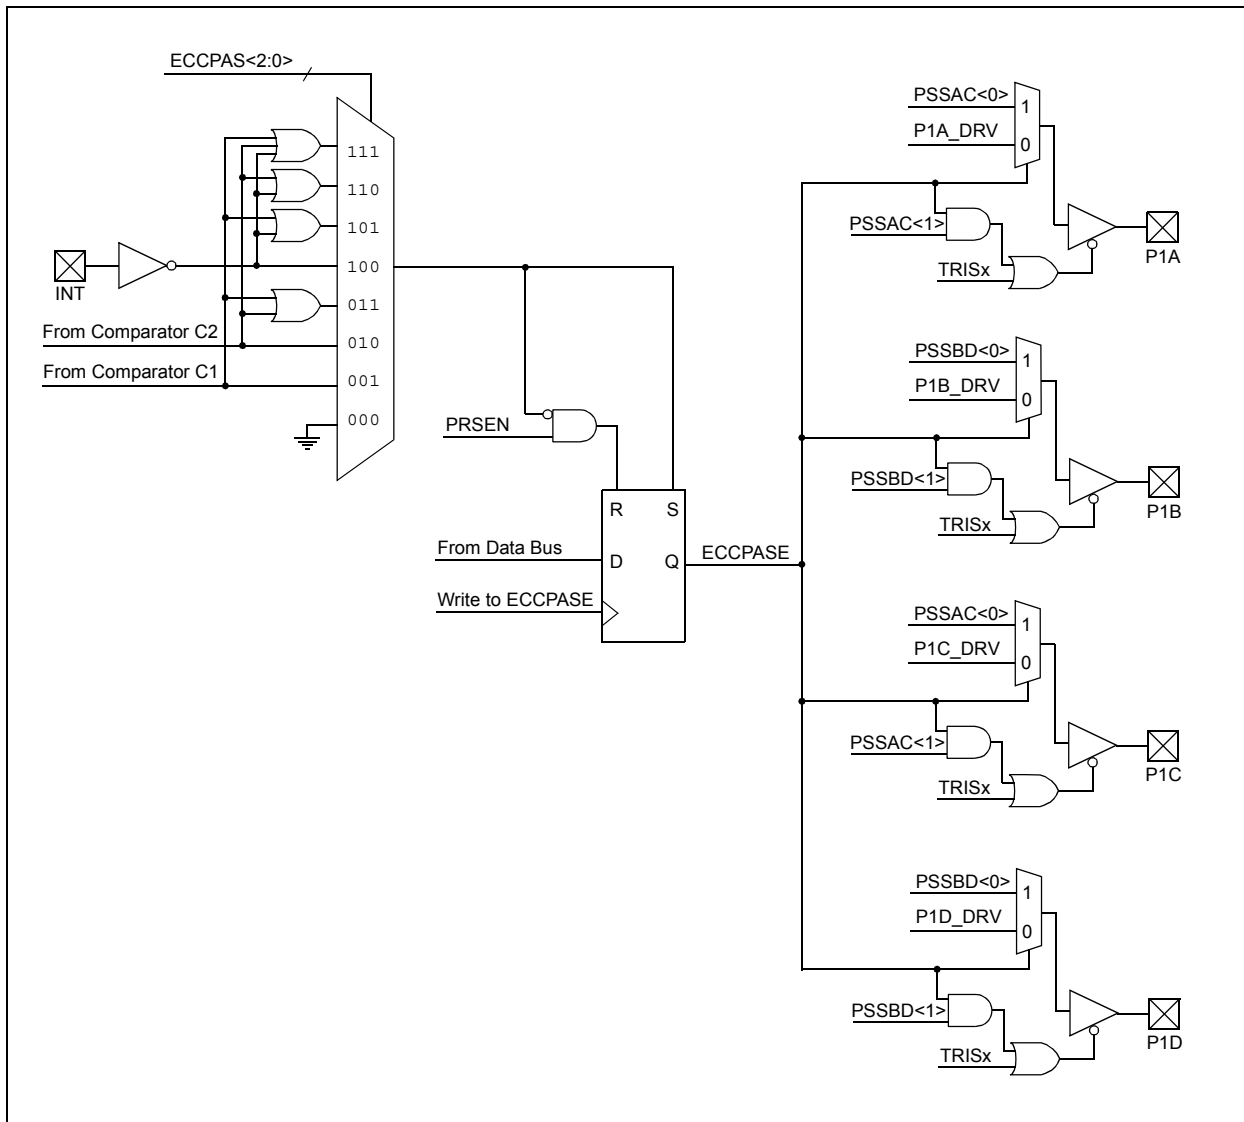 ECCPAS<2:0>
111
110
101
100
011
010
001
000
INT
From Comparator C2
From Comparator C1
PRSEN
R S
From Data Bus
D Q
ECCPASE
Write to ECCPASE
PSSAC<0>
1
P1A_DRV
0
PSSAC<1>
TRISx
P1A
PSSBD<0>
1
P1B_DRV
0
PSSBD<1>
TRISx
P1B
PSSAC<0>
1
P1C_DRV
0
PSSAC<1>
TRISx
P1C
PSSBD<0>
1
P1D_DRV
0
PSSBD<1>
TRISx
P1D